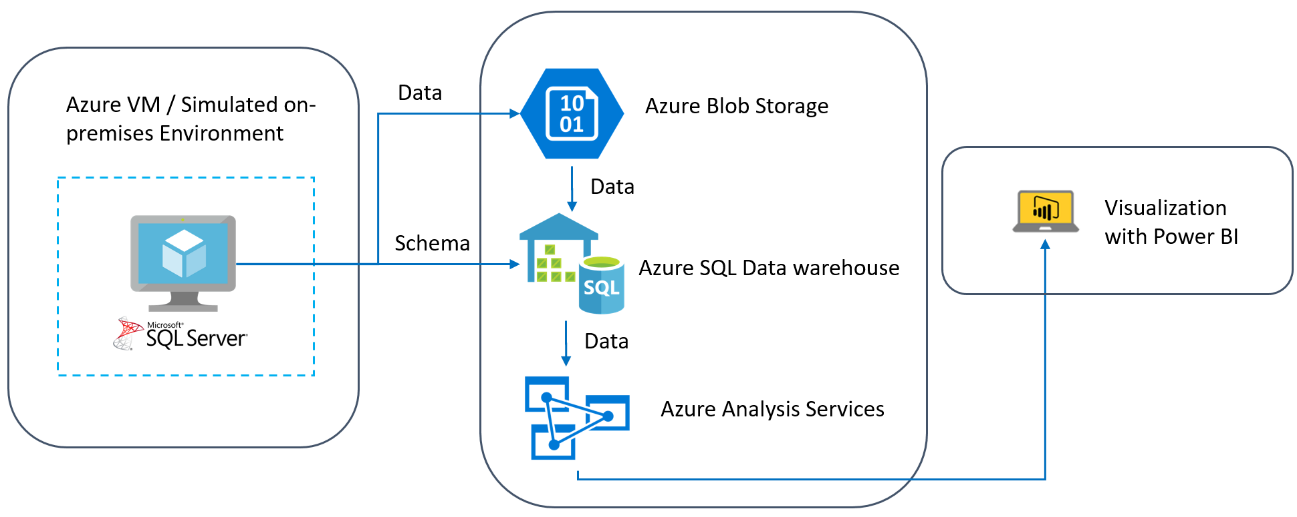 Azure VM / Simulated on-
premises Environment
Microsoft®
SQL Server®
Data
Schema
10
01
Azure Blob Storage
Data
SQL
Azure SQL Data warehouse
Data
Azure Analysis Services
Visualization
with Power BI